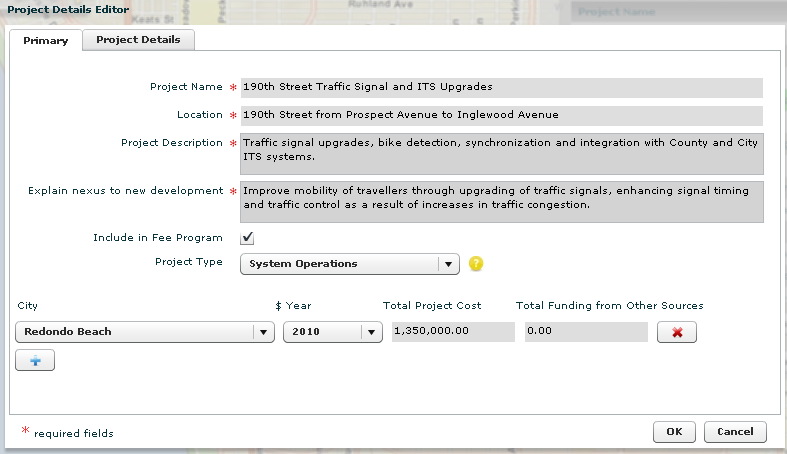 Project Details Editor
Ruhland Ave
Project Name
Keats St
Primary
Project Details
Project Name * 190th Street Traffic Signal and ITS Upgrades
Location * 190th Street from Prospect Avenue to Inglewood Avenue
Project Description * Traffic signal upgrades, bike detection, synchronization and integration with County and City
ITS systems.
Explain nexus to new development * Improve mobility of travellers through upgrading of traffic signals, enhancing signal timing
and traffic control as a result of increases in traffic congestion.
Include in Fee Program
Project Type System Operations ?
City $ Year Total Project Cost Total Funding from Other Sources
Redondo Beach 2010 1,350,000.00 0.00
* required fields
OK Cancel